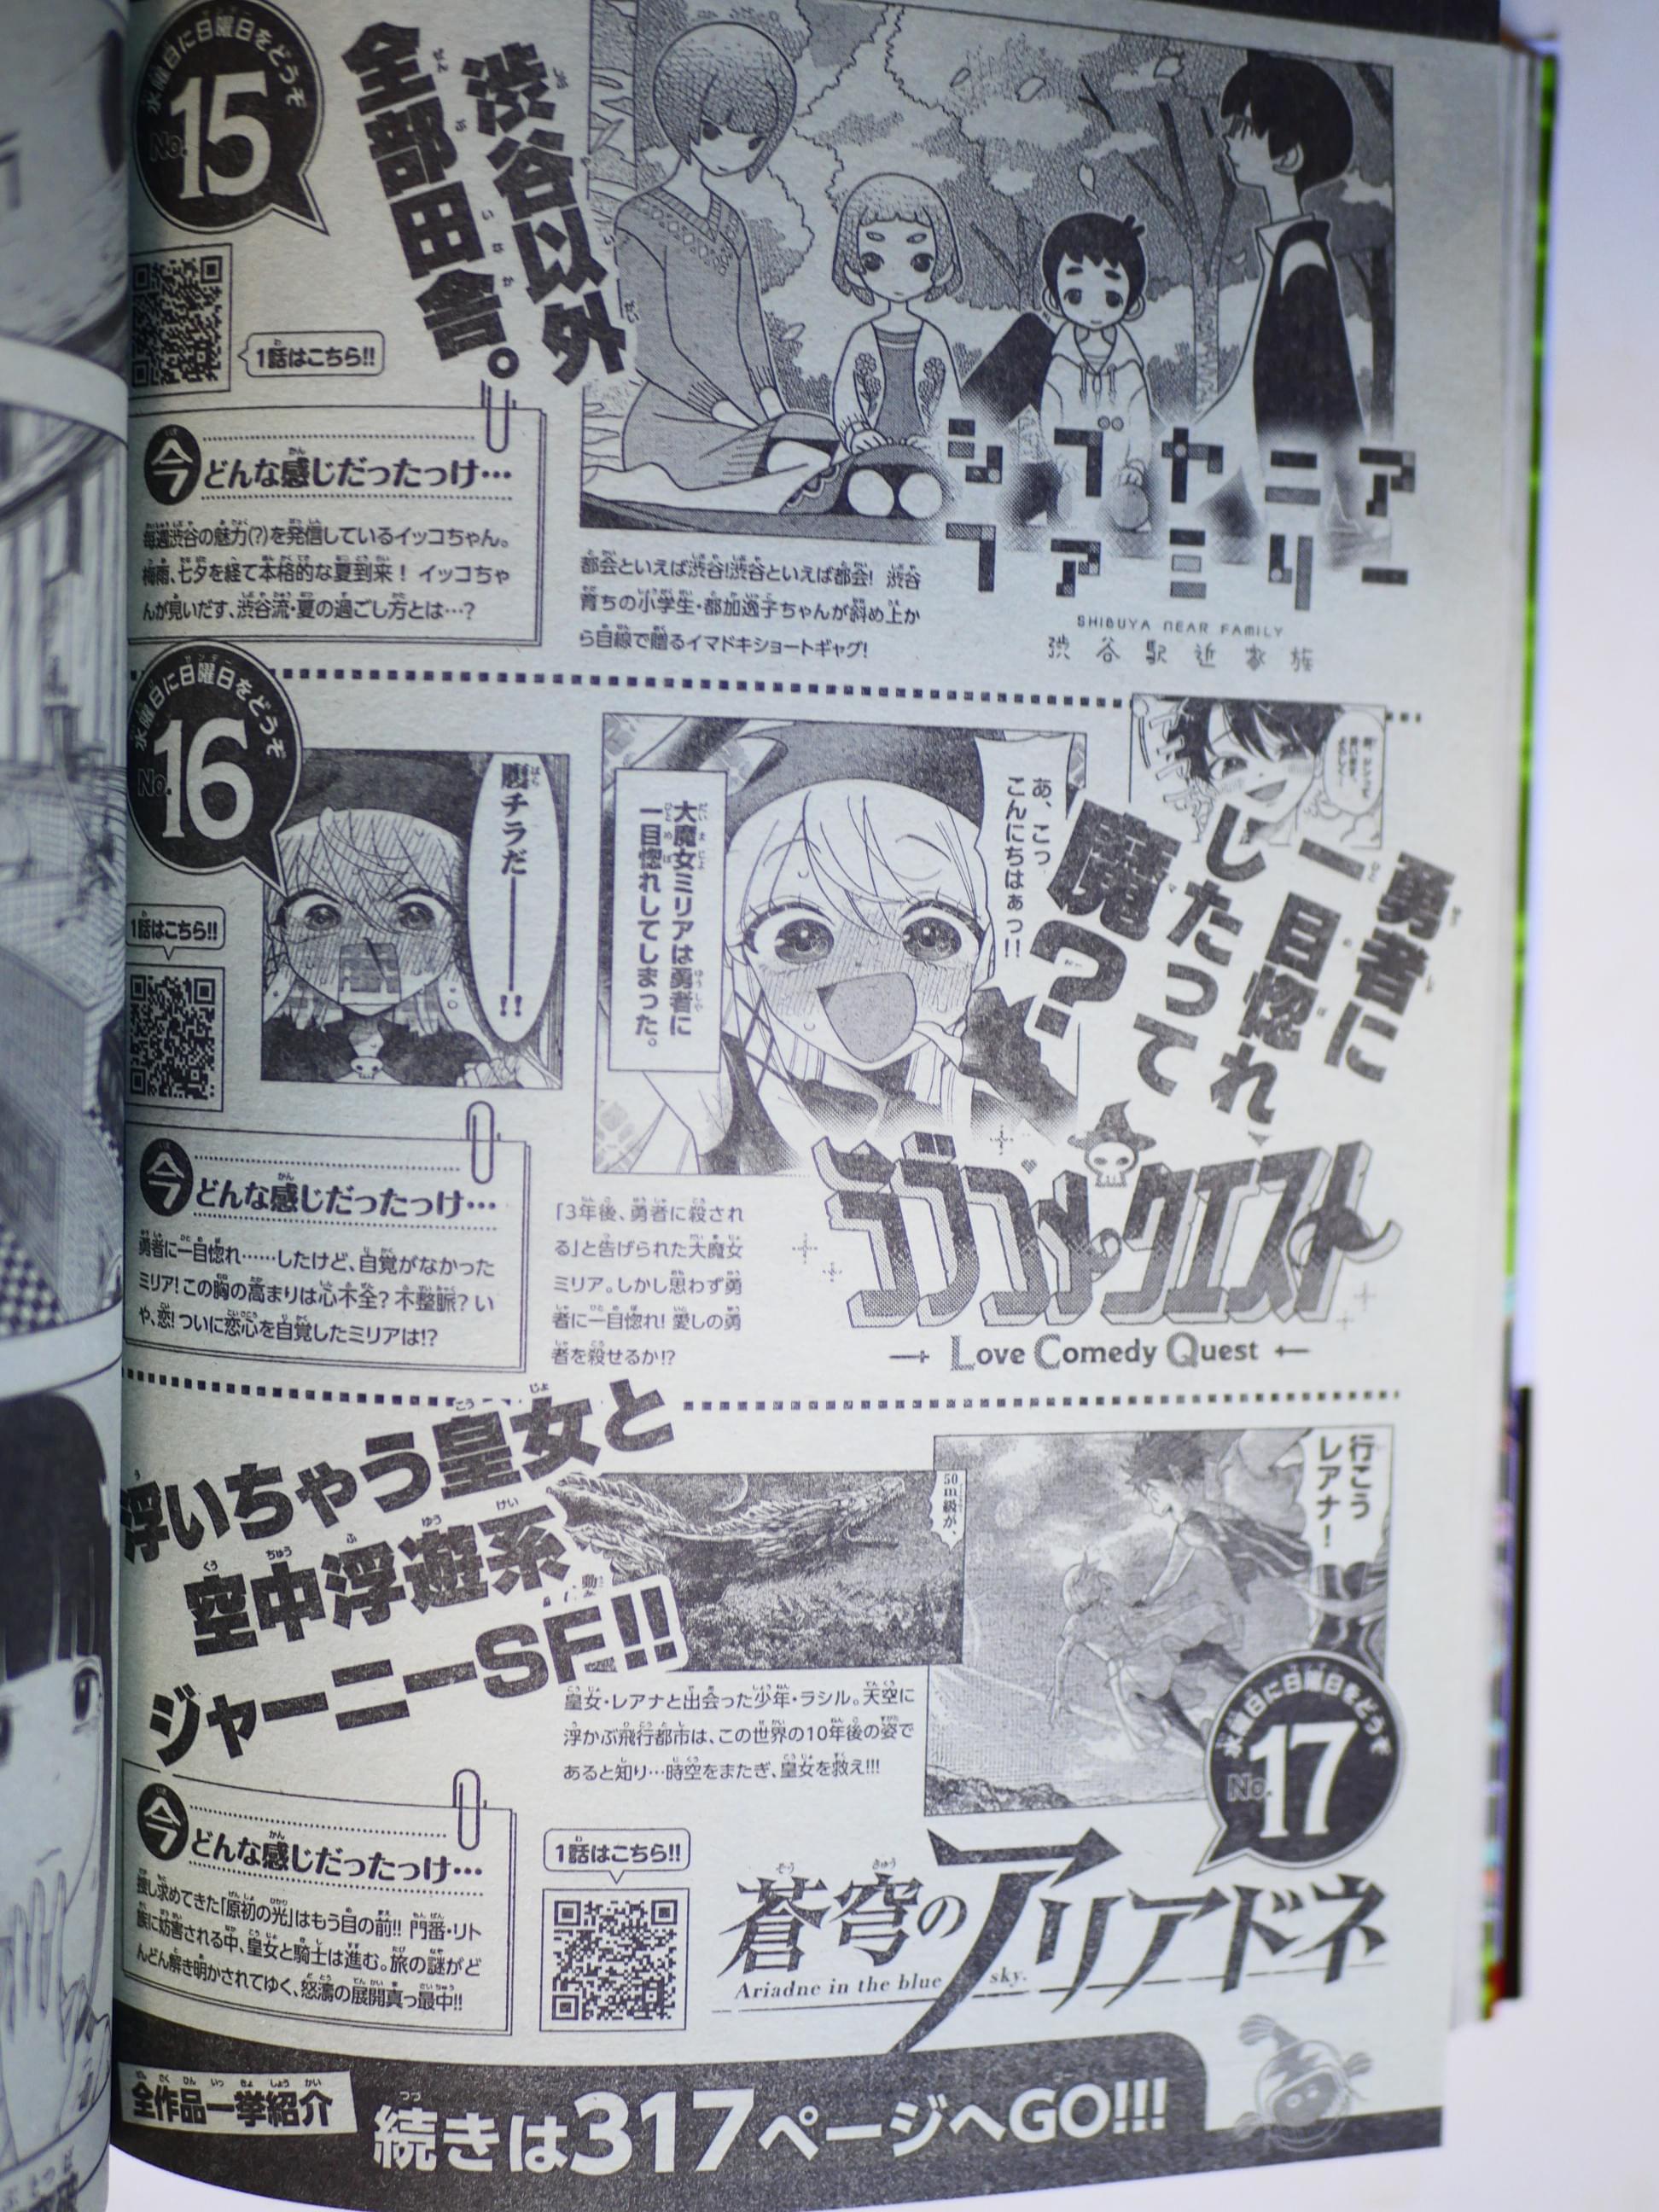 水曜日に日曜日をどうぞ
No.15
渋谷以外
全部田舎。
1話はこちら!!
今どんな感じだったっけ…
毎週渋谷の魅力(?)を発信しているイッコちゃん。
梅雨、七夕を経て本格的な夏到来！ イッコちゃ
んが見いだす、渋谷流・夏の過ごし方とは…?
都会といえば渋谷!渋谷といえば都会! 渋谷
育ちの小学生・都加逸子ちゃんが斜め上か
ら目線で贈るイマドキショートギャグ!
シブヤニア
ファミリー
SHIBUYA NEAR FAMILY
渋谷駅近家族
水曜日に日曜日をどうぞ
サンデー
No.16
勇者に
一目惚れ
したって
魔?
マ
あ、こっ
こんにちはぁっ!!
大魔女ミリアは勇者に
一目惚れしてしまった。
腹チラだ――!!
1話はこちら!!
今どんな感じだったっけ…
勇者に一目惚れ……したけど、自覚がなかった
ミリア! この胸の高まりは心不全? 不整脈? い
や、恋! ついに恋心を自覚したミリアは!?
「3年後、勇者に殺され
る」と告げられた大魔女
ミリア。しかし思わず勇
者に一目惚れ! 愛しの勇
者を殺せるか!?
ラブコメクエスト
Love Comedy Quest
浮いちゃう皇女と
空中浮遊系
ジャーニーSF!!
50m級が、
動
行こう
レアナ!
皇女・レアナと出会った少年・ラシル。天空に
浮かぶ飛行都市は、この世界の10年後の姿で
あると知り…時空をまたぎ、皇女を救え!!!
水曜日に日曜日をどうぞ
No.17
今どんな感じだったっけ…
捜し求めてきた「原初の光」はもう目の前!! 門番・リト
族に妨害される中、皇女と騎士は進む。旅の謎がど
んどん解き明かされてゆく、怒濤の展開真っ最中!!
1話はこちら!!
蒼穹のアリアドネ
Ariadne in the blue sky.
全作品一挙紹介
続きは317ページへGO!!!